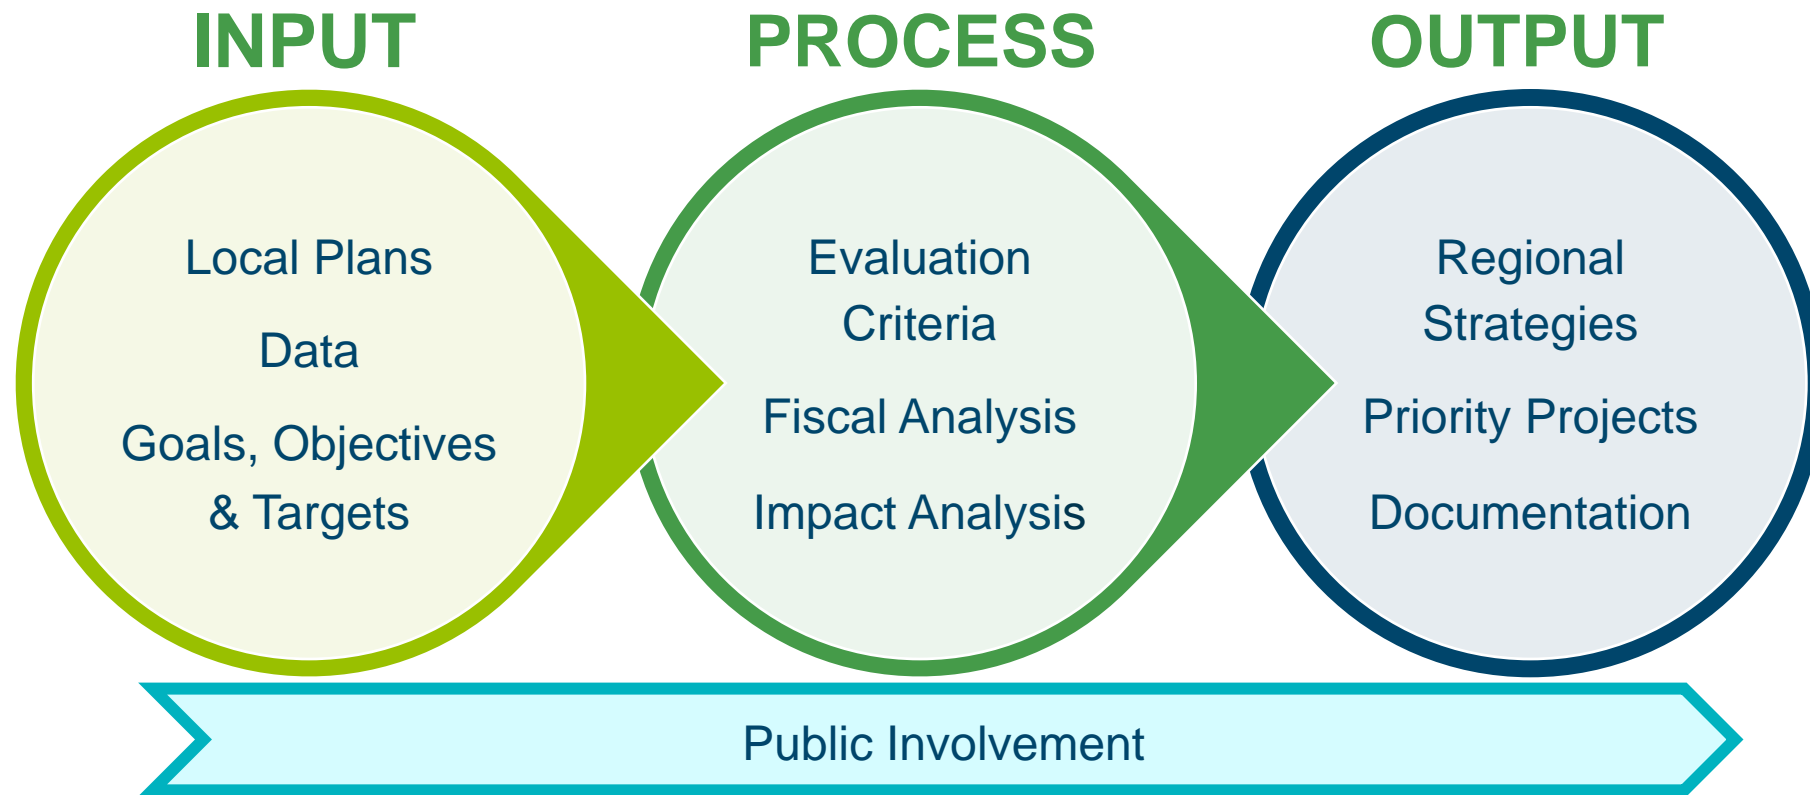 INPUT
Local Plans
Data
Goals, Objectives
& Targets
PROCESS
Evaluation
Criteria
Fiscal Analysis
Impact Analysis
OUTPUT
Regional
Strategies
Priority Projects
Documentation
Public Involvement